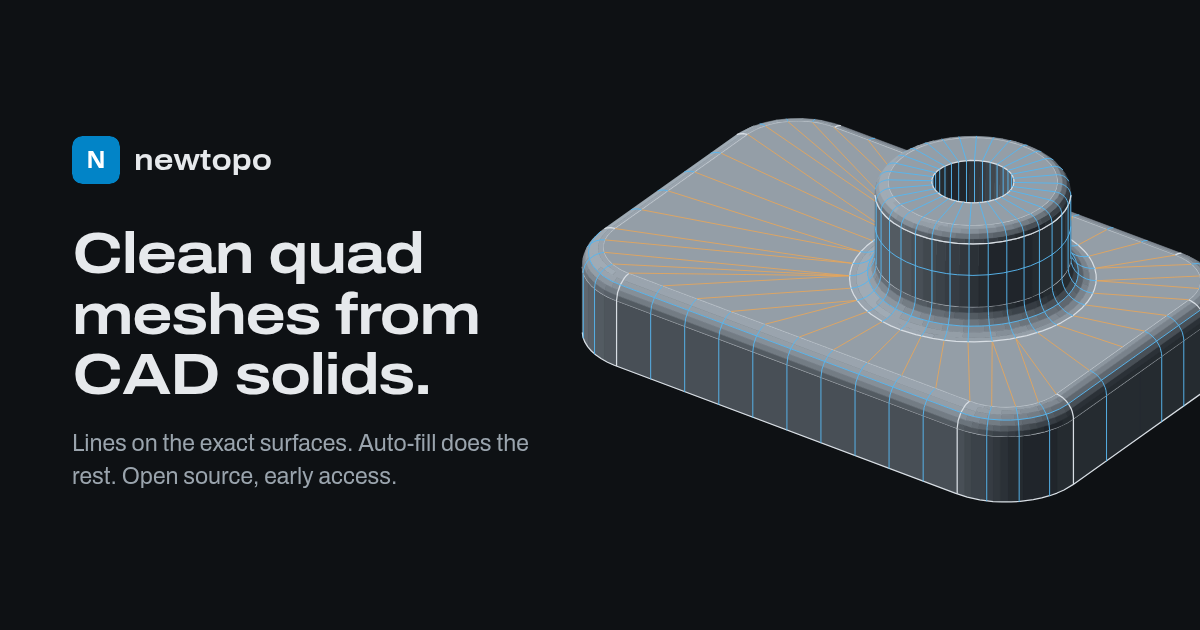 N newtopo
Clean quad
meshes from
CAD solids.
Lines on the exact surfaces. Auto-fill does the
rest. Open source, early access.